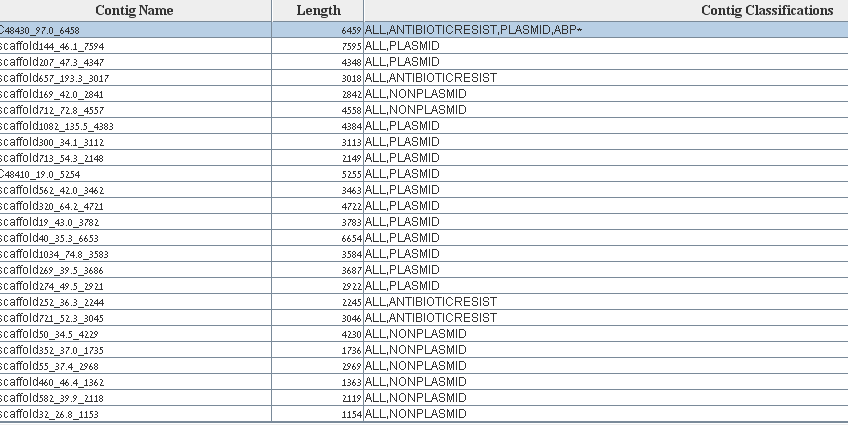 Contig Name Length Contig Classifications
C48430_97.0_6458 6459 ALL,ANTIBIOTICRESIST,PLASMID,ABP*
scaffold144_46.1_7594 7595 ALL,PLASMID
scaffold207_47.3_4347 4348 ALL,PLASMID
scaffold657_193.3_3017 3018 ALL,ANTIBIOTICRESIST
scaffold169_42.0_2841 2842 ALL,NONPLASMID
scaffold712_72.8_4557 4558 ALL,NONPLASMID
scaffold1082_135.5_4383 4384 ALL,PLASMID
scaffold300_34.1_3112 3113 ALL,PLASMID
scaffold713_54.3_2148 2149 ALL,PLASMID
C48410_19.0_5254 5255 ALL,PLASMID
scaffold562_42.0_3462 3463 ALL,PLASMID
scaffold320_64.2_4721 4722 ALL,PLASMID
scaffold19_43.0_3782 3783 ALL,PLASMID
scaffold40_35.3_6653 6654 ALL,PLASMID
scaffold1034_74.8_3583 3584 ALL,PLASMID
scaffold269_39.5_3686 3687 ALL,PLASMID
scaffold274_49.5_2921 2922 ALL,PLASMID
scaffold252_36.3_2244 2245 ALL,ANTIBIOTICRESIST
scaffold721_52.3_3045 3046 ALL,ANTIBIOTICRESIST
scaffold50_34.5_4229 4230 ALL,NONPLASMID
scaffold352_37.0_1735 1736 ALL,NONPLASMID
scaffold55_37.4_2968 2969 ALL,NONPLASMID
scaffold460_46.4_1362 1363 ALL,NONPLASMID
scaffold582_39.9_2118 2119 ALL,NONPLASMID
scaffold32_26.8_1153 1154 ALL,NONPLASMID